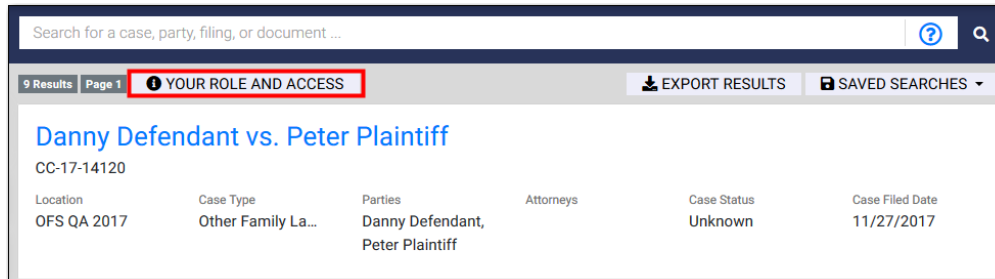 Search for a case, party, filing, or document ...
9 Results Page 1 YOUR ROLE AND ACCESS EXPORT RESULTS SAVED SEARCHES
Danny Defendant vs. Peter Plaintiff
CC-17-14120
Location Case Type Parties Attorneys Case Status Case Filed Date
OFS QA 2017 Other Family La... Danny Defendant, Unknown 11/27/2017
Peter Plaintiff